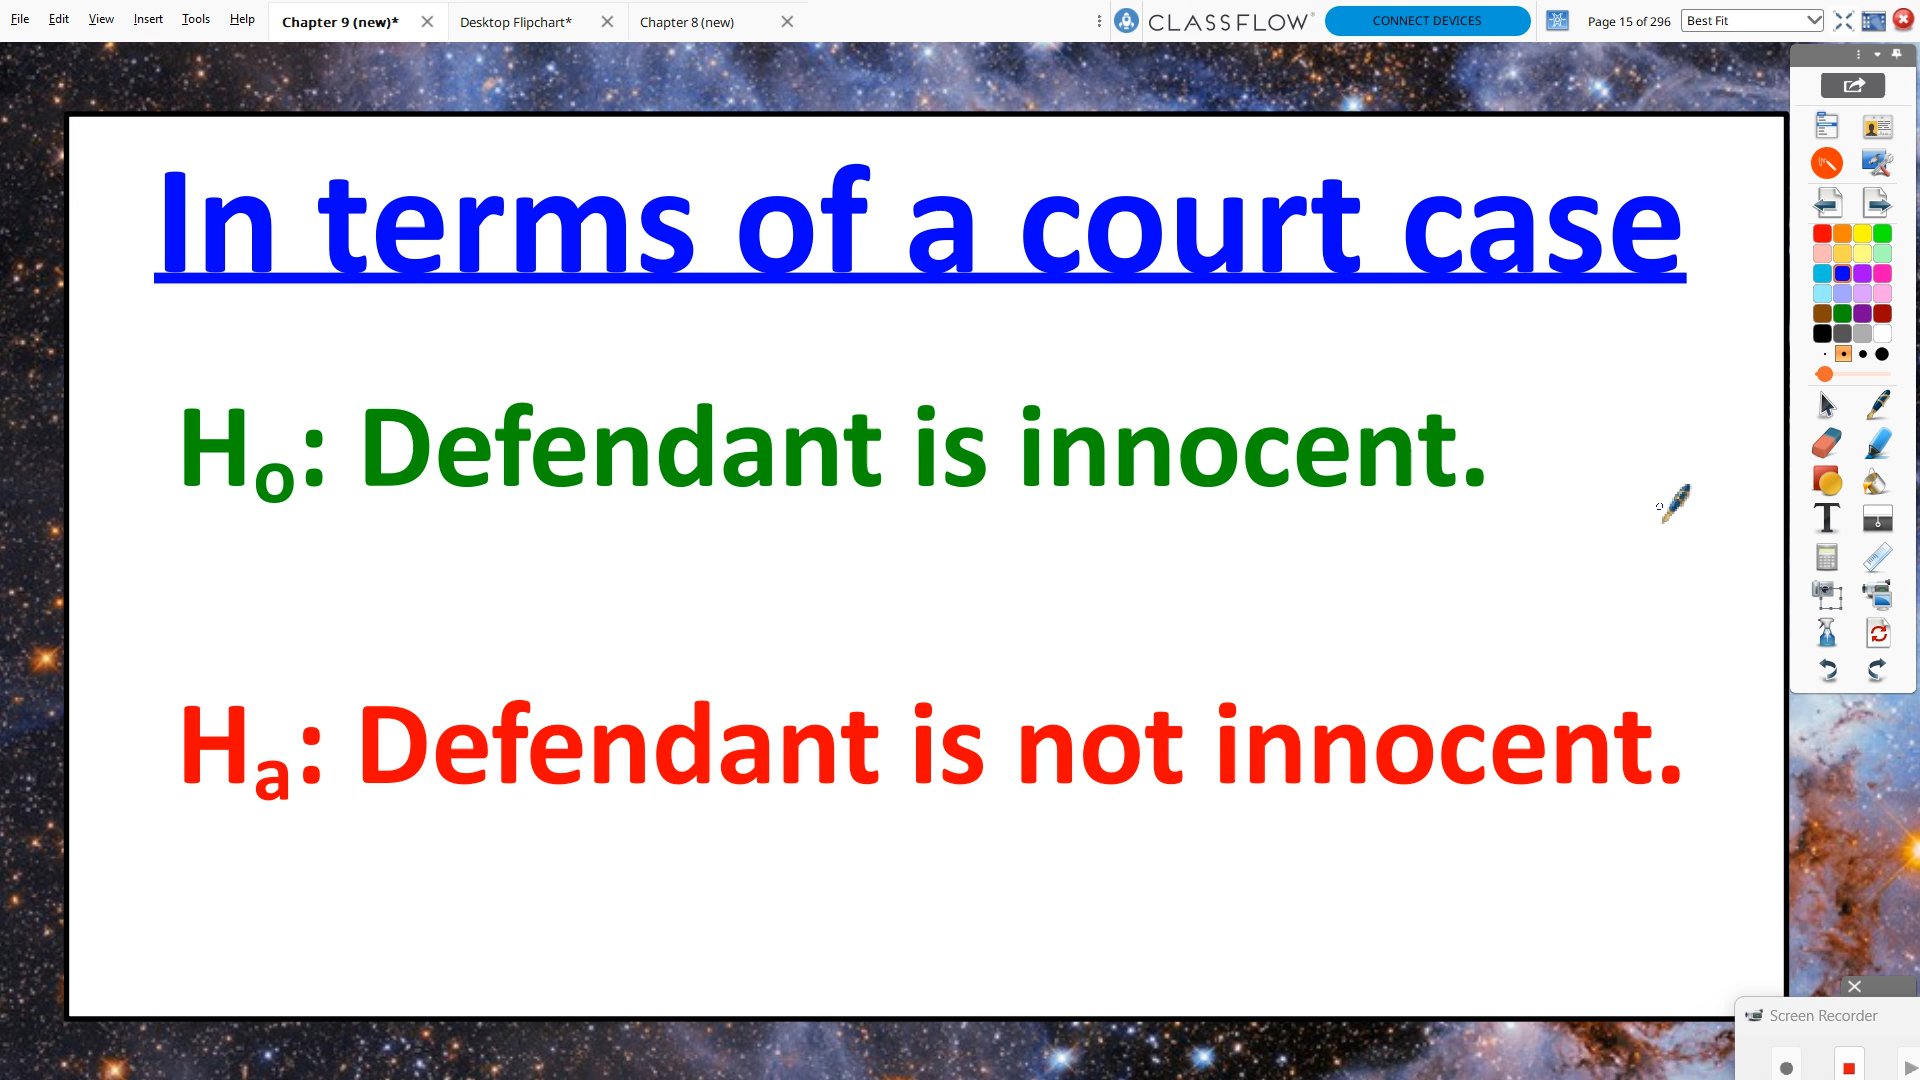 File Edit View Insert Tools Help Chapter 9 (new)* Desktop Flipchart* Chapter 8 (new) CLASSFLOW CONNECT DEVICES Page 15 of 296 Best Fit
In terms of a court case
Ho: Defendant is innocent.
Ha: Defendant is not innocent.
Screen Recorder